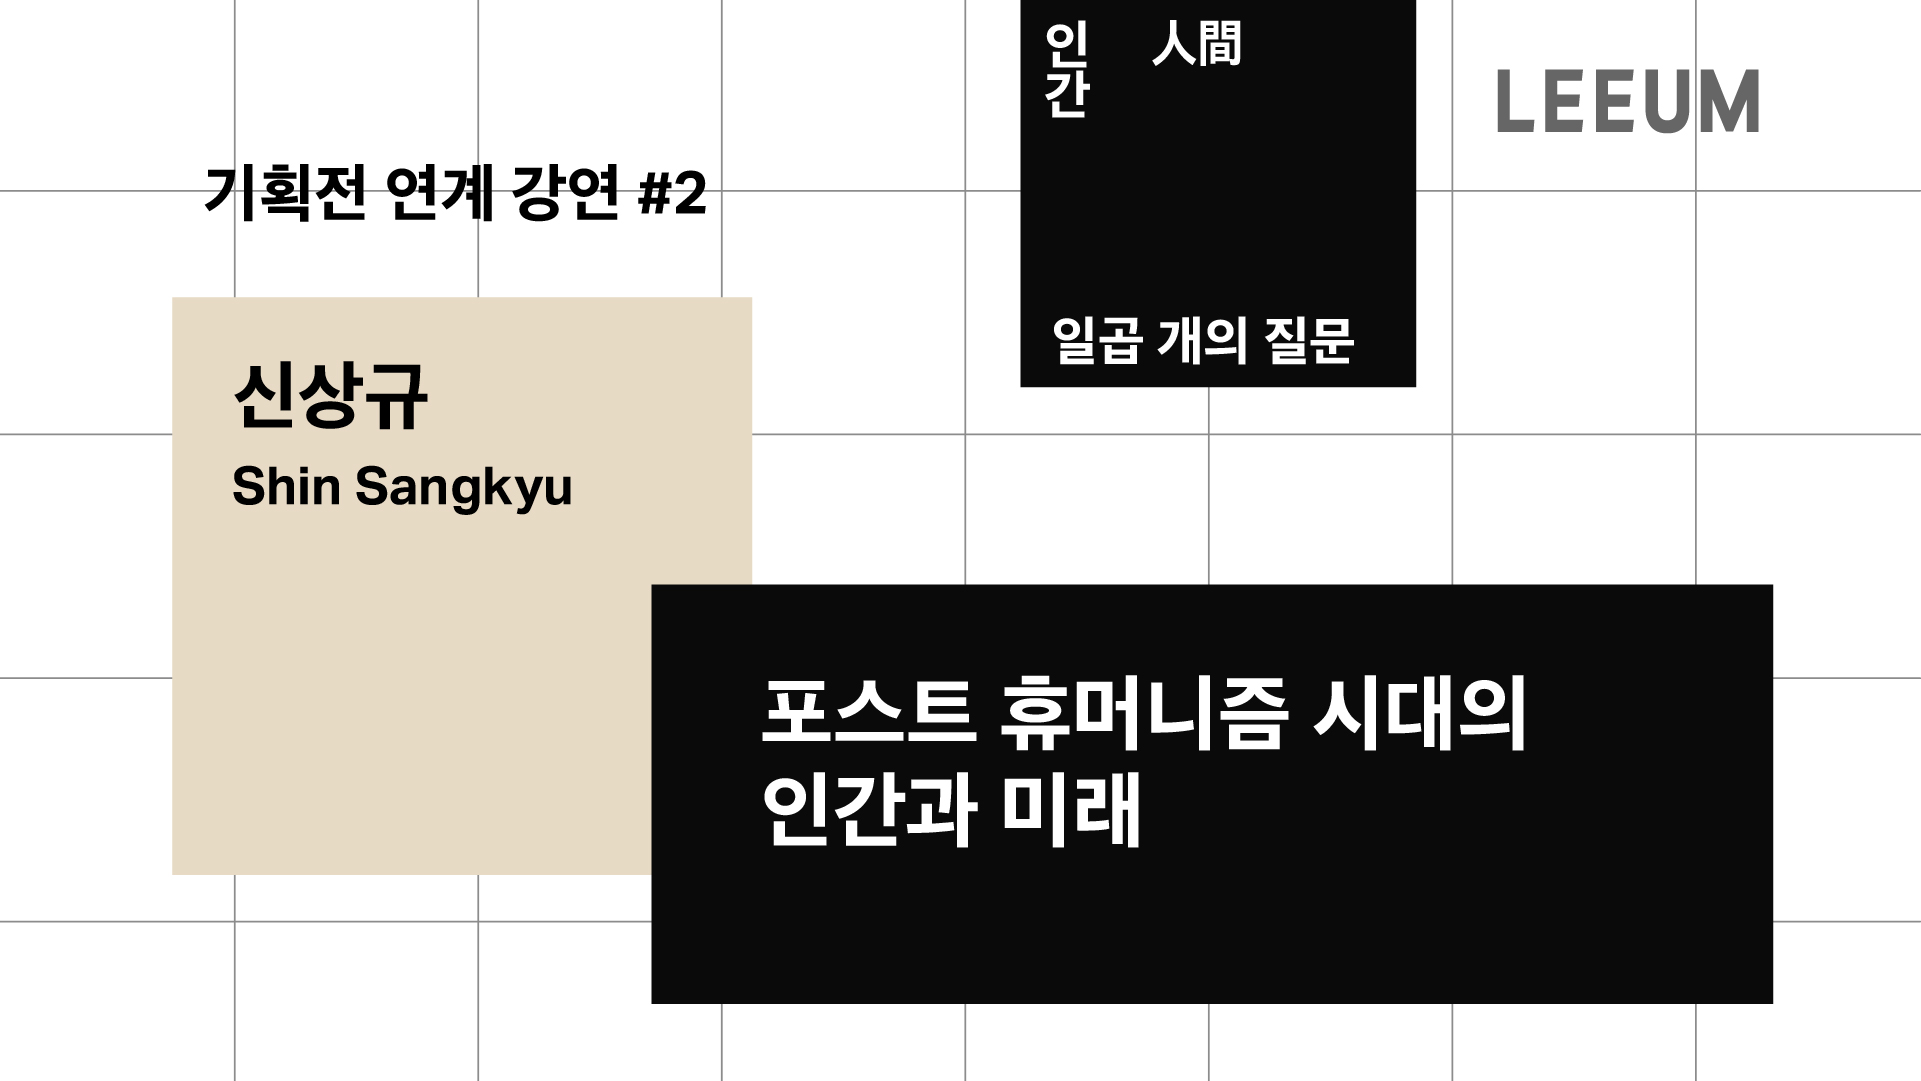 인간
人間
일곱 개의 질문
LEEUM
기획전 연계 강연 #2
신상규
Shin Sangkyu
포스트 휴머니즘 시대의
인간과 미래